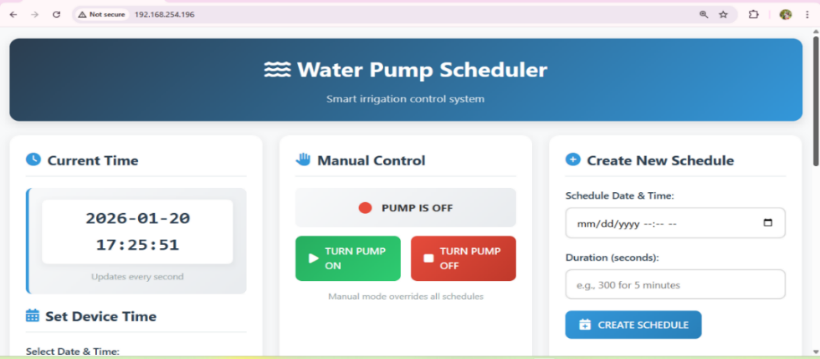 Not secure
192.168.254.196
Water Pump Scheduler
Smart irrigation control system
Current Time
2026-01-20
17:25:51
Updates every second
Set Device Time
Select Date & Time:
Manual Control
PUMP IS OFF
TURN PUMP
ON
TURN PUMP
OFF
Manual mode overrides all schedules
Create New Schedule
Schedule Date & Time:
mm/dd/yyyy --:-- --
Duration (seconds):
e.g., 300 for 5 minutes
CREATE SCHEDULE